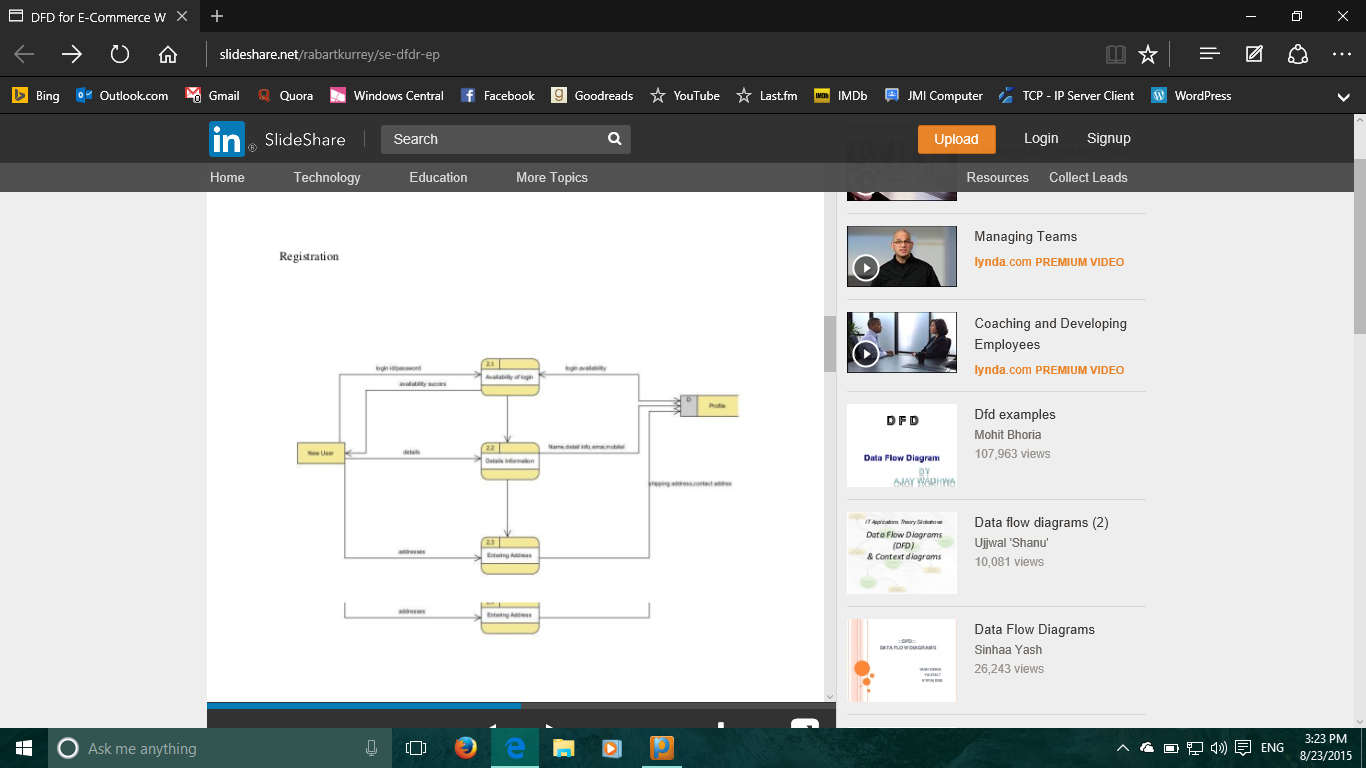 DFD for E-Commerce W
slideshare.net/rabartkurrey/se-dfdr-ep
Bing Outlook.com Gmail Quora Windows Central Facebook Goodreads YouTube Last.fm IMDb JMI Computer TCP - IP Server Client WordPress
in SlideShare Search Upload Login Signup
Home Technology Education More Topics Resources Collect Leads
Registration
login id/password
2.1
Availability of login
login availability
availability succes
D Profile
New User
details
2.2
Details Information
Name,detail info,emai,mobilel
shipping address,contact addres
addresses
2.3
Entering Address
addresses
Entering Address
Managing Teams
lynda.com PREMIUM VIDEO
Coaching and Developing
Employees
lynda.com PREMIUM VIDEO
DFD
Data Flow Diagram
BY
Dfd examples
Mohit Bhoria
107,963 views
IT Applications Theory Slideshows
Data Flow Diagrams
(DFD)
& Context diagrams
Data flow diagrams (2)
Ujjwal 'Shanu'
10,081 views
::DFD::
DATA FLOW DIAGRAMS
Data Flow Diagrams
Sinhaa Yash
26,243 views
Ask me anything
ENG
3:23 PM
8/23/2015